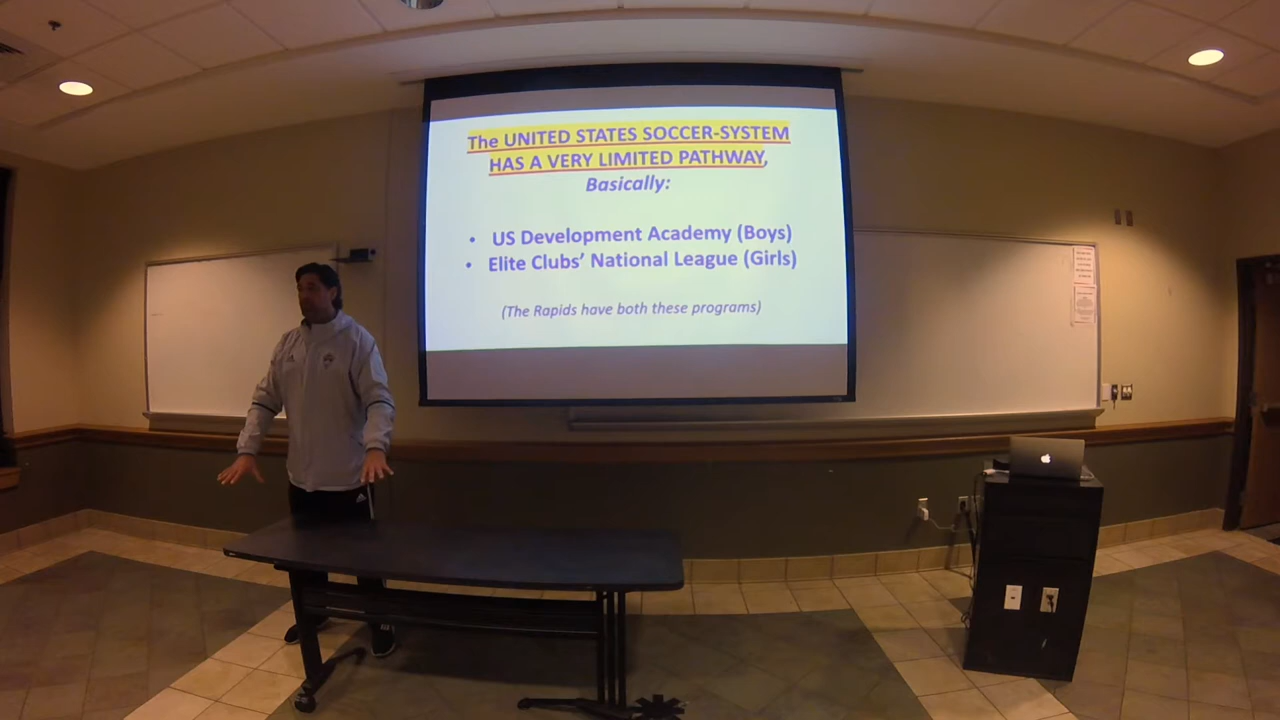 The UNITED STATES SOCCER-SYSTEM
HAS A VERY LIMITED PATHWAY,
Basically:
• US Development Academy (Boys)
• Elite Clubs' National League (Girls)
(The Rapids have both these programs)